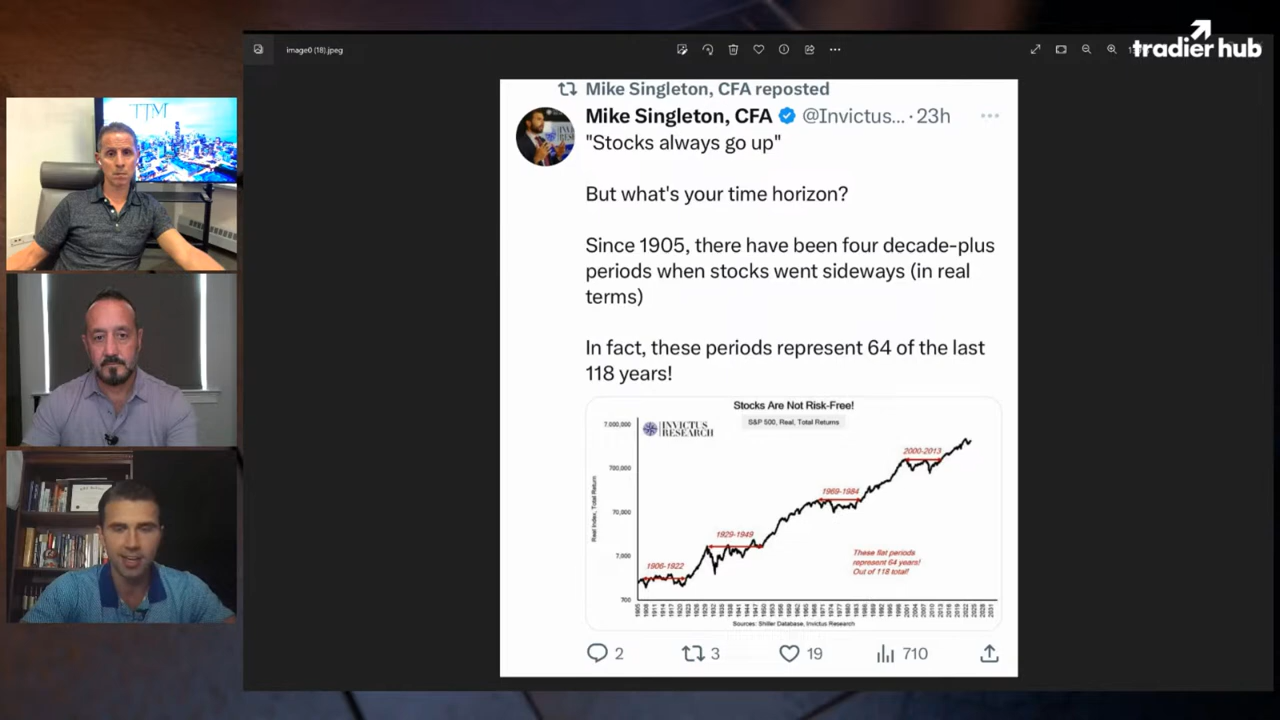 image0 (18).jpeg
tradier hub
TJM
Mike Singleton, CFA reposted
Mike Singleton, CFA @Invictus... · 23h
"Stocks always go up"
But what's your time horizon?
Since 1905, there have been four decade-plus
periods when stocks went sideways (in real
terms)
In fact, these periods represent 64 of the last
118 years!
Stocks Are Not Risk-Free!
S&P 500, Real, Total Returns
INVICTUS
RESEARCH
7,000,000
700,000
70,000
7,000
700
Real Index, Total Return
1906-1922
1929-1949
1969-1984
2000-2013
These flat periods
represent 64 years!
Out of 118 total!
Sources: Shiller Database, Invictus Research
2 3 19 710